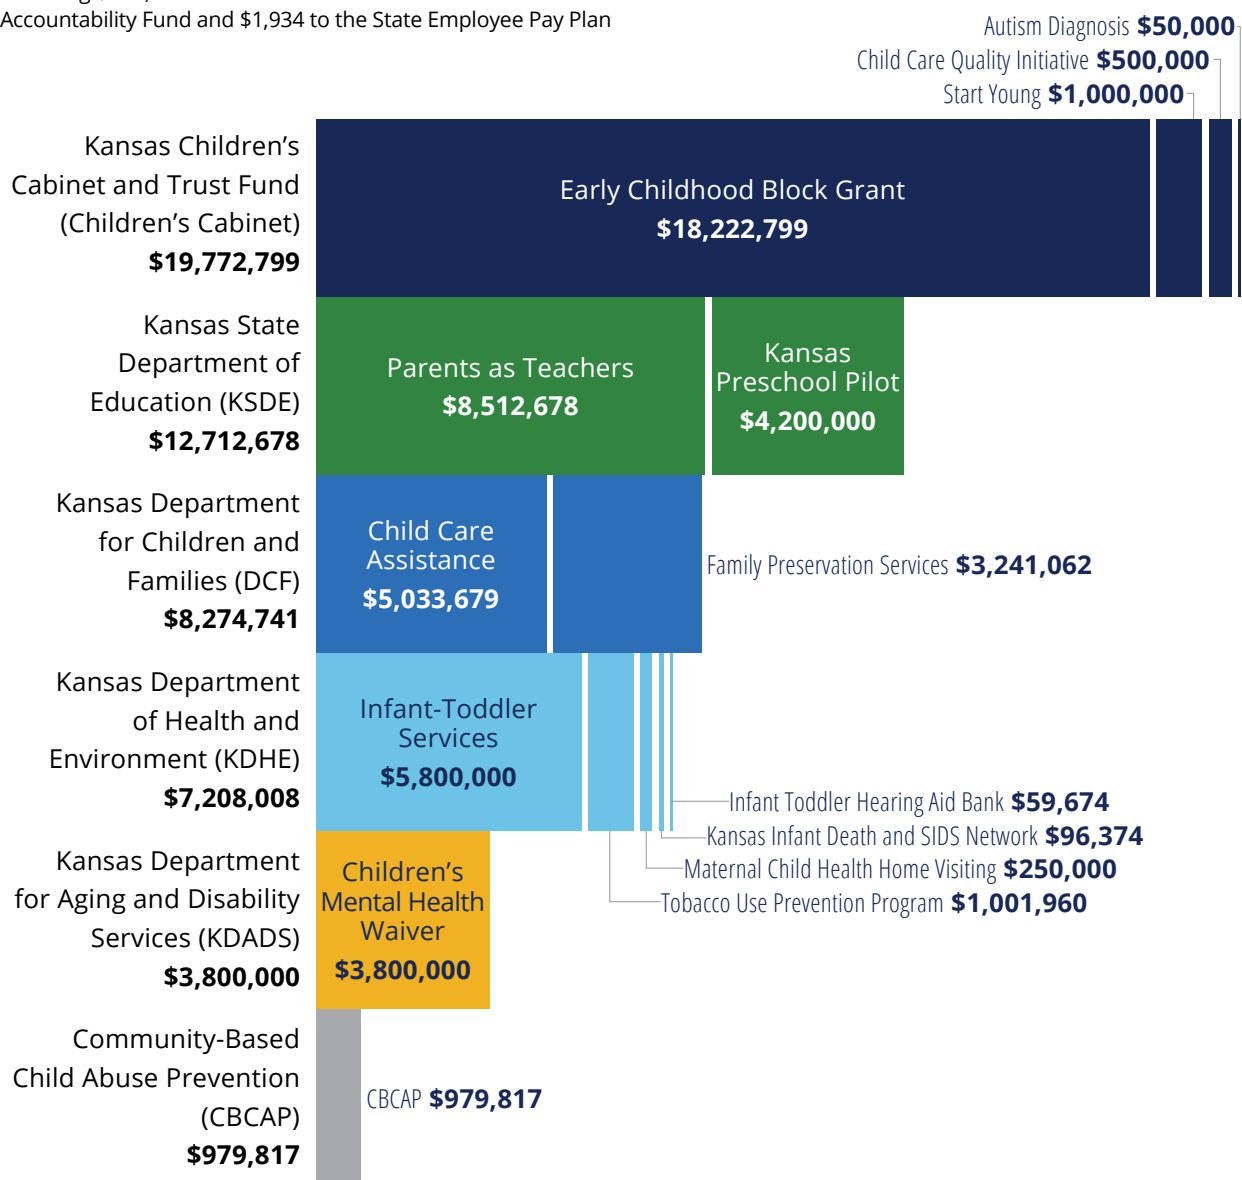 Accountability Fund and $1,934 to the State Employee Pay Plan
Autism Diagnosis $50,000
Child Care Quality Initiative $500,000
Start Young $1,000,000
Kansas Children’s
Cabinet and Trust Fund
(Children’s Cabinet)
$19,772,799
Early Childhood Block Grant
$18,222,799
Kansas State
Department of
Education (KSDE)
$12,712,678
Parents as Teachers
$8,512,678
Kansas
Preschool Pilot
$4,200,000
Kansas Department
for Children and
Families (DCF)
$8,274,741
Child Care
Assistance
$5,033,679
Family Preservation Services $3,241,062
Kansas Department
of Health and
Environment (KDHE)
$7,208,008
Infant-Toddler
Services
$5,800,000
Infant Toddler Hearing Aid Bank $59,674
Kansas Infant Death and SIDS Network $96,374
Maternal Child Health Home Visiting $250,000
Tobacco Use Prevention Program $1,001,960
Kansas Department
for Aging and Disability
Services (KDADS)
$3,800,000
Children’s
Mental Health
Waiver
$3,800,000
Community-Based
Child Abuse Prevention
(CBCAP)
$979,817
CBCAP $979,817